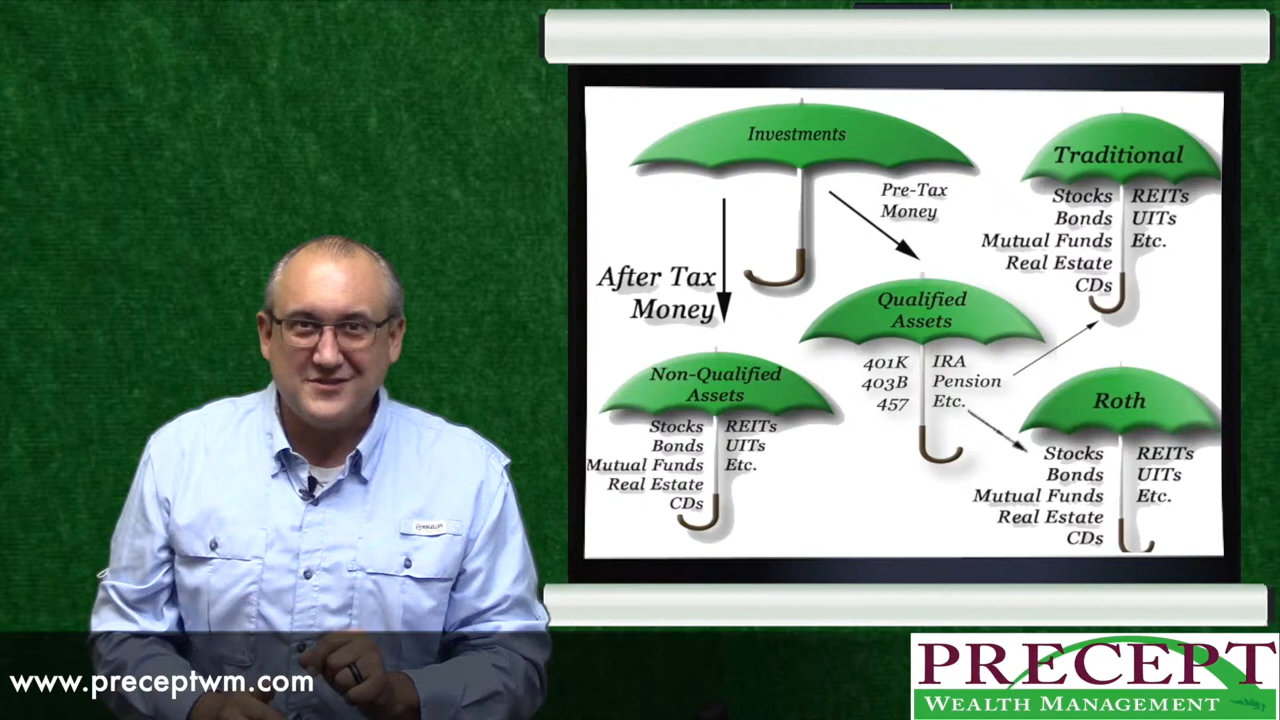 Investments
Pre-Tax
Money
After Tax
Money
Qualified
Assets
401K
403B
457
IRA
Pension
Etc.
Non-Qualified
Assets
Stocks
Bonds
Mutual Funds
Real Estate
CDs
REITs
UITs
Etc.
Traditional
Stocks
Bonds
Mutual Funds
Real Estate
CDs
REITs
UITs
Etc.
Roth
Stocks
Bonds
Mutual Funds
Real Estate
CDs
REITs
UITs
Etc.
www.preceptwm.com
PRECEPT
WEALTH MANAGEMENT